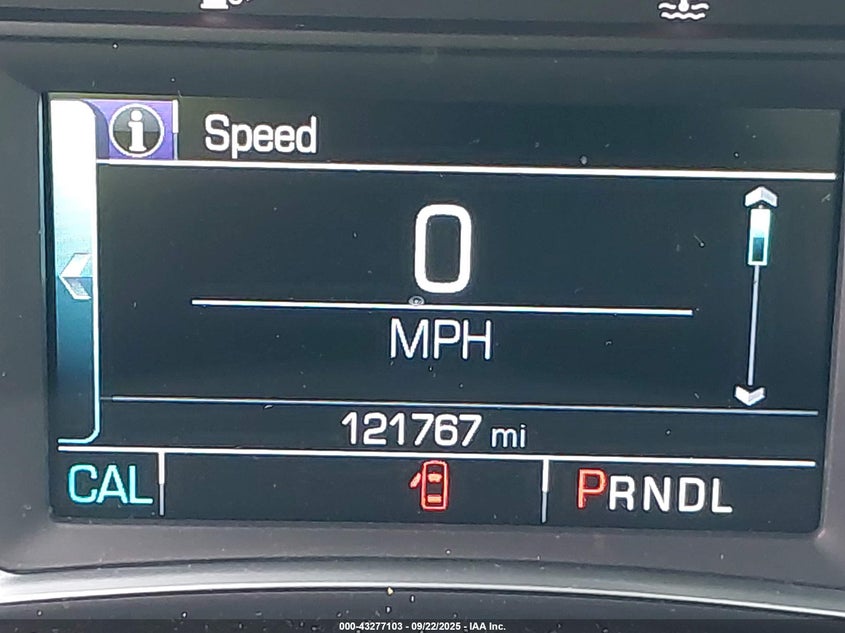 Speed
0
MPH
121767 mi
CAL
PRNDL
000-43277103 - 09/22/2025 - IAA Inc.